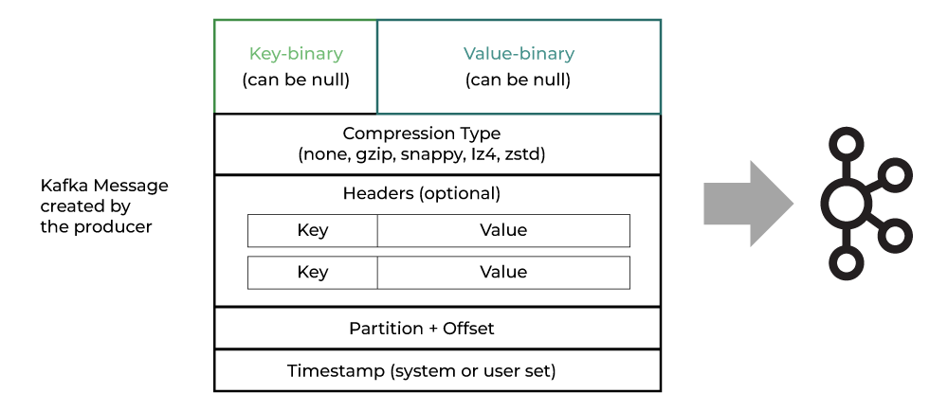 Key-binary
(can be null)
Value-binary
(can be null)
Compression Type
(none, gzip, snappy, lz4, zstd)
Kafka Message
created by
the producer
Headers (optional)
Key
Value
Key
Value
Partition + Offset
Timestamp (system or user set)